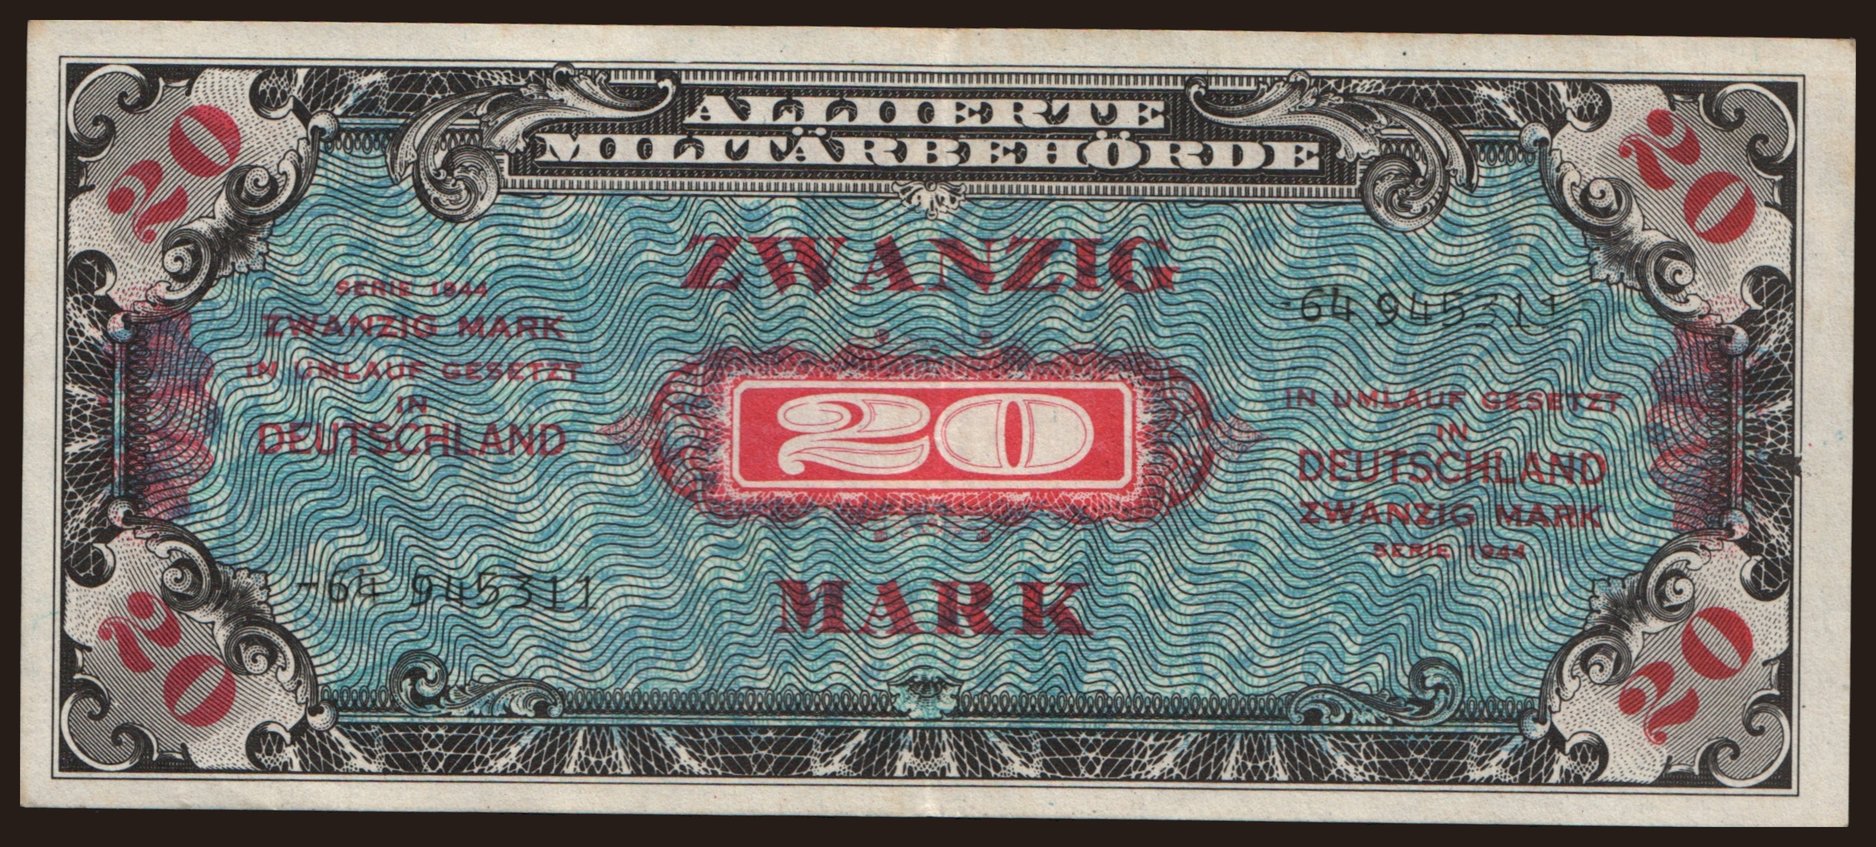 20
ALLIIERTE
MILITÄRBEHÖRDE
20
ZWANZIG
SERIE 1944
ZWANZIG MARK
IN UMLAUF GESETZT
IN
DEUTSCHLAND
-64 945311
20
IN UMLAUF GESETZT
IN
DEUTSCHLAND
ZWANZIG MARK
SERIE 1944
-64 945311
MARK
20
20